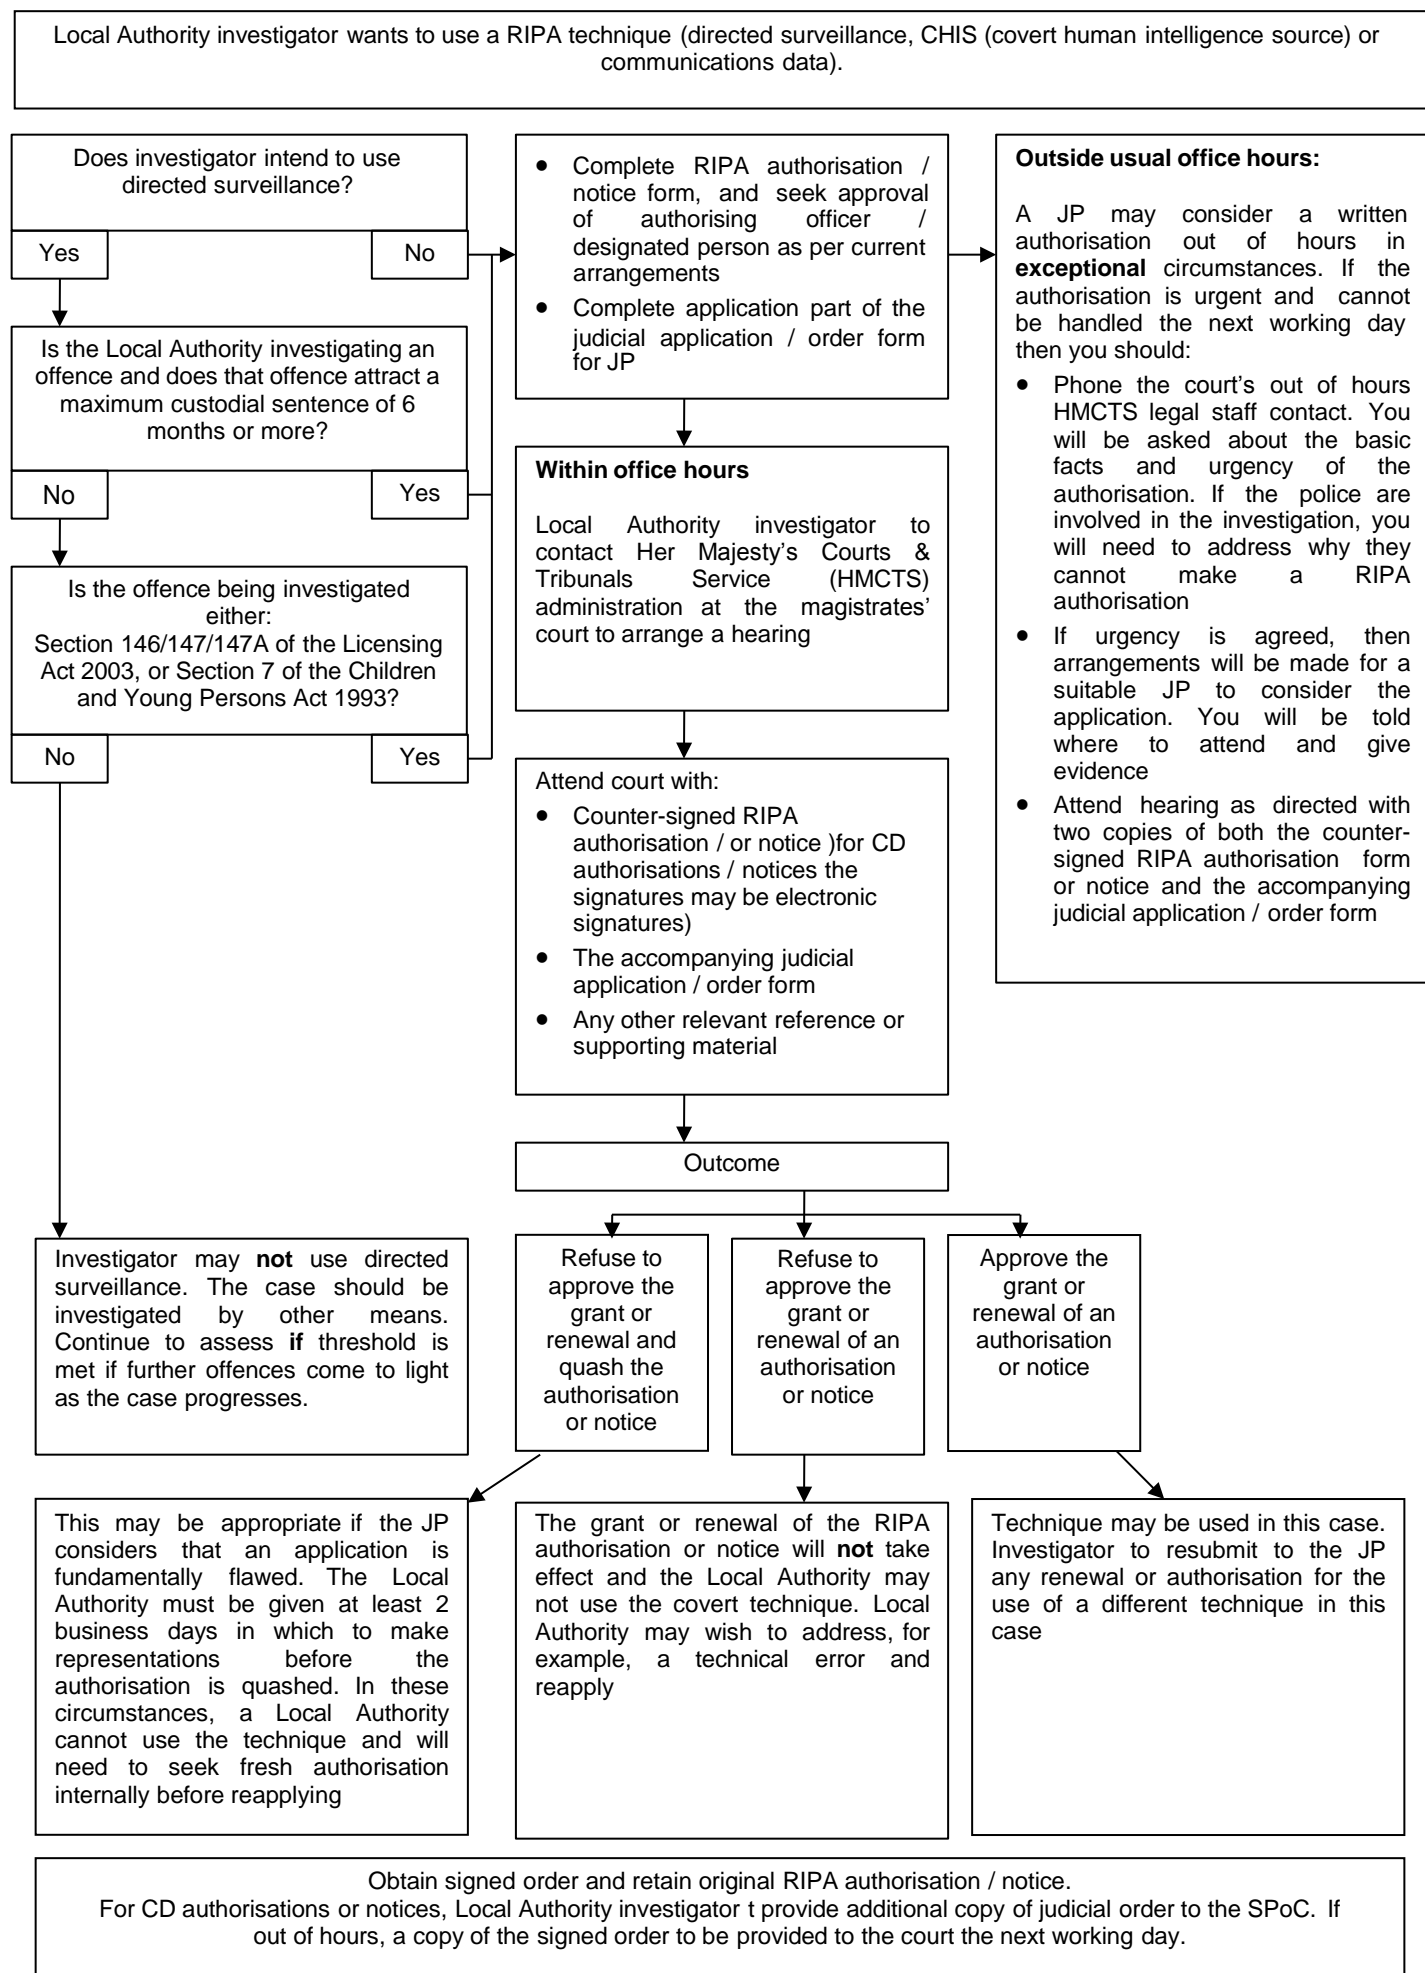 Local Authority investigator wants to use a RIPA technique (directed surveillance, CHIS (covert human intelligence source) or
communications data).
Does investigator intend to use
directed surveillance?
Yes
No
Is the Local Authority investigating an
offence and does that offence attract a
maximum custodial sentence of 6
months or more?
No
Yes
Is the offence being investigated
either:
Section 146/147/147A of the Licensing
Act 2003, or Section 7 of the Children
and Young Persons Act 1993?
No
Yes
• Complete RIPA authorisation /
notice form, and seek approval
of authorising officer /
designated person as per current
arrangements
• Complete application part of the
judicial application / order form
for JP
Within office hours
Local Authority investigator to
contact Her Majesty's Courts &
Tribunals Service (HMCTS)
administration at the magistrates'
court to arrange a hearing
Attend court with:
• Counter-signed RIPA
authorisation / or notice )for CD
authorisations / notices the
signatures may be electronic
signatures)
• The accompanying judicial
application / order form
• Any other relevant reference or
supporting material
Outside usual office hours:
A JP may consider a written
authorisation out of hours in
exceptional circumstances. If the
authorisation is urgent and cannot
be handled the next working day
then you should:
• Phone the court's out of hours
HMCTS legal staff contact. You
will be asked about the basic
facts and urgency of the
authorisation. If the police are
involved in the investigation, you
will need to address why they
cannot make a RIPA
authorisation
• If urgency is agreed, then
arrangements will be made for a
suitable JP to consider the
application. You will be told
where to attend and give
evidence
• Attend hearing as directed with
two copies of both the counter-
signed RIPA authorisation form
or notice and the accompanying
judicial application / order form
Outcome
Investigator may not use directed
surveillance. The case should be
investigated by other means.
Continue to assess if threshold is
met if further offences come to light
as the case progresses.
Refuse to
approve the
grant or
renewal and
quash the
authorisation
or notice
Refuse to
approve the
grant or
renewal of an
authorisation
or notice
Approve the
grant or
renewal of an
authorisation
or notice
This may be appropriate if the JP
considers that an application is
fundamentally flawed. The Local
Authority must be given at least 2
business days in which to make
representations before the
authorisation is quashed. In these
circumstances, a Local Authority
cannot use the technique and will
need to seek fresh authorisation
internally before reapplying
The grant or renewal of the RIPA
authorisation or notice will not take
effect and the Local Authority may
not use the covert technique. Local
Authority may wish to address, for
example, a technical error and
reapply
Technique may be used in this case.
Investigator to resubmit to the JP
any renewal or authorisation for the
use of a different technique in this
case
Obtain signed order and retain original RIPA authorisation / notice.
For CD authorisations or notices, Local Authority investigator t provide additional copy of judicial order to the SPoC. If
out of hours, a copy of the signed order to be provided to the court the next working day.